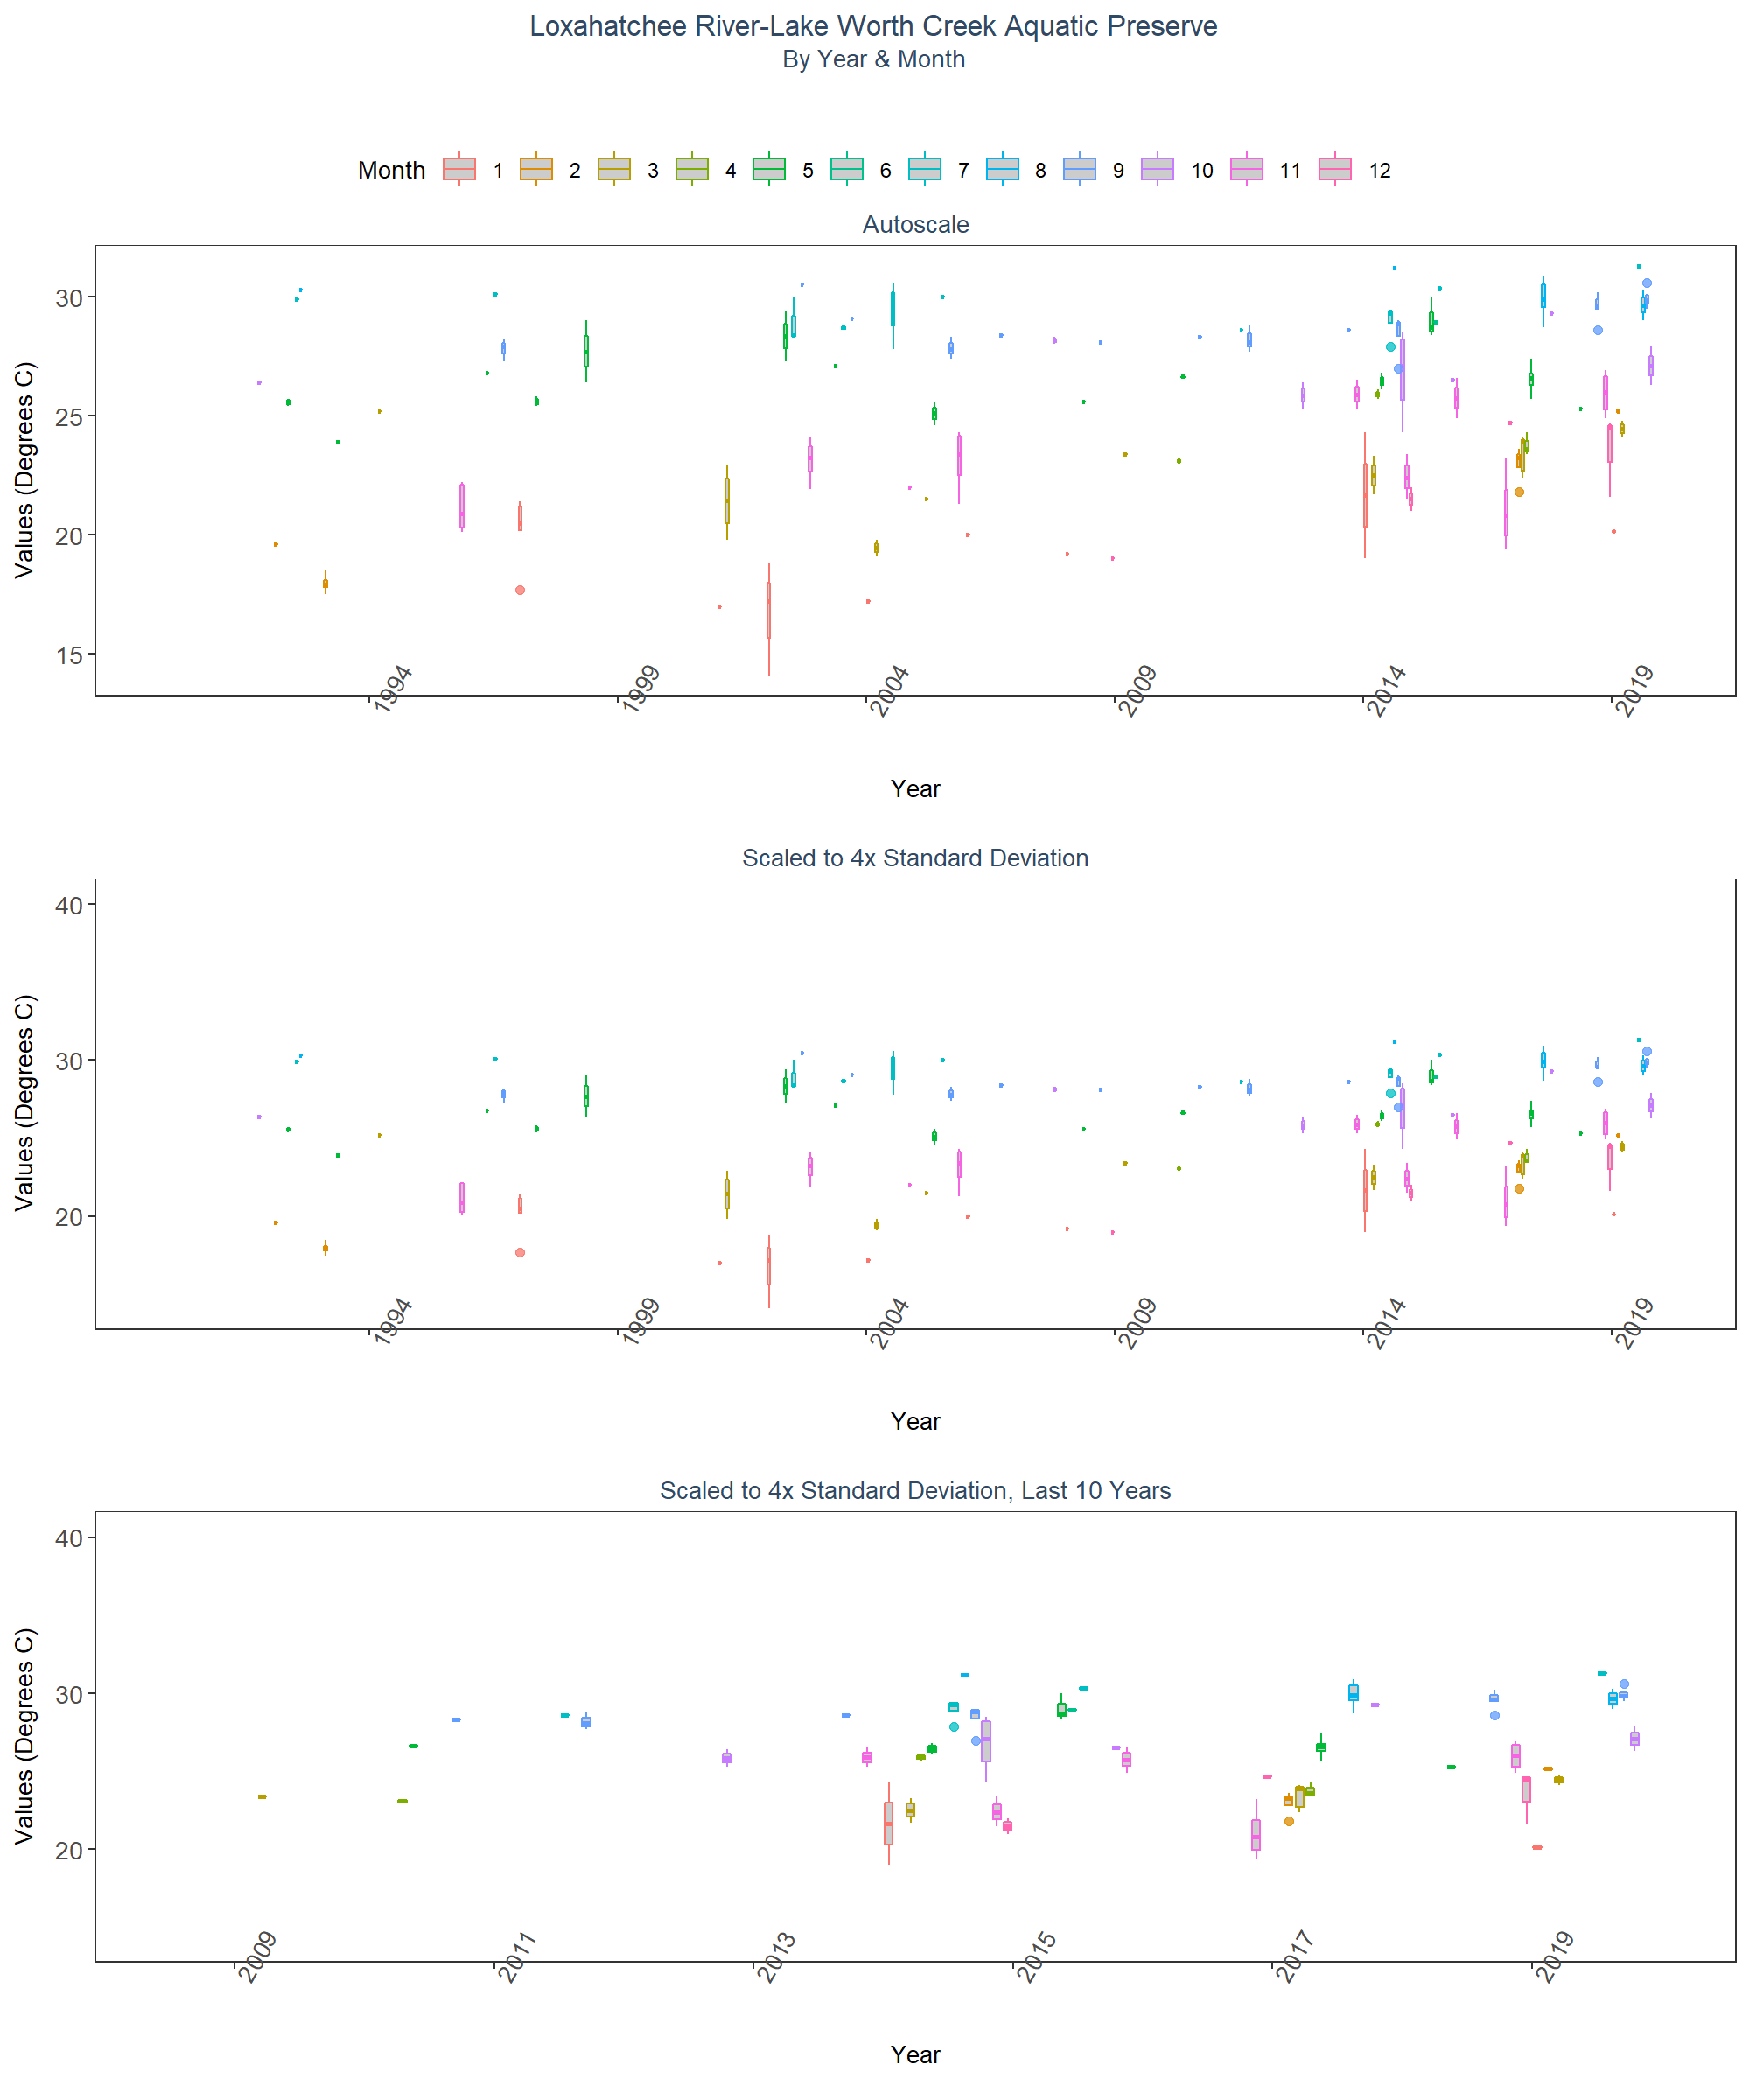 Loxahatchee River-Lake Worth Creek Aquatic Preserve
By Year & Month
Month 1 2 3 4 5 6 7 8 9 10 11 12
Autoscale
Values (Degrees C)
30
25
20
15
1994 1999 2004 2009 2014 2019
Year
Scaled to 4x Standard Deviation
Values (Degrees C)
40
30
20
1994 1999 2004 2009 2014 2019
Year
Scaled to 4x Standard Deviation, Last 10 Years
Values (Degrees C)
40
30
20
2009 2011 2013 2015 2017 2019
Year